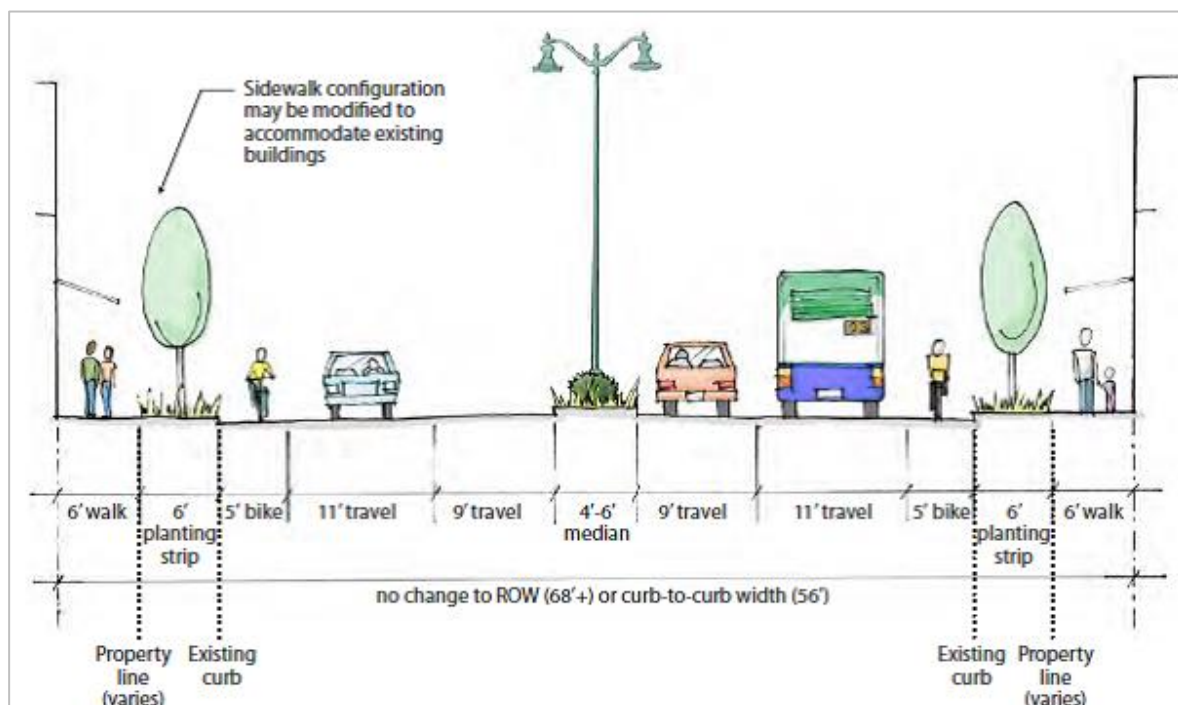 Sidewalk configuration
may be modified to
accommodate existing
buildings
6' walk
6'
planting
strip
5' bike
11' travel
9' travel
4'-6'
median
9' travel
11' travel
5' bike
6'
planting
strip
6' walk
no change to ROW (68'+) or curb-to-curb width (56')
Property
line
(varies)
Existing
curb
Existing
curb
Property
line
(varies)